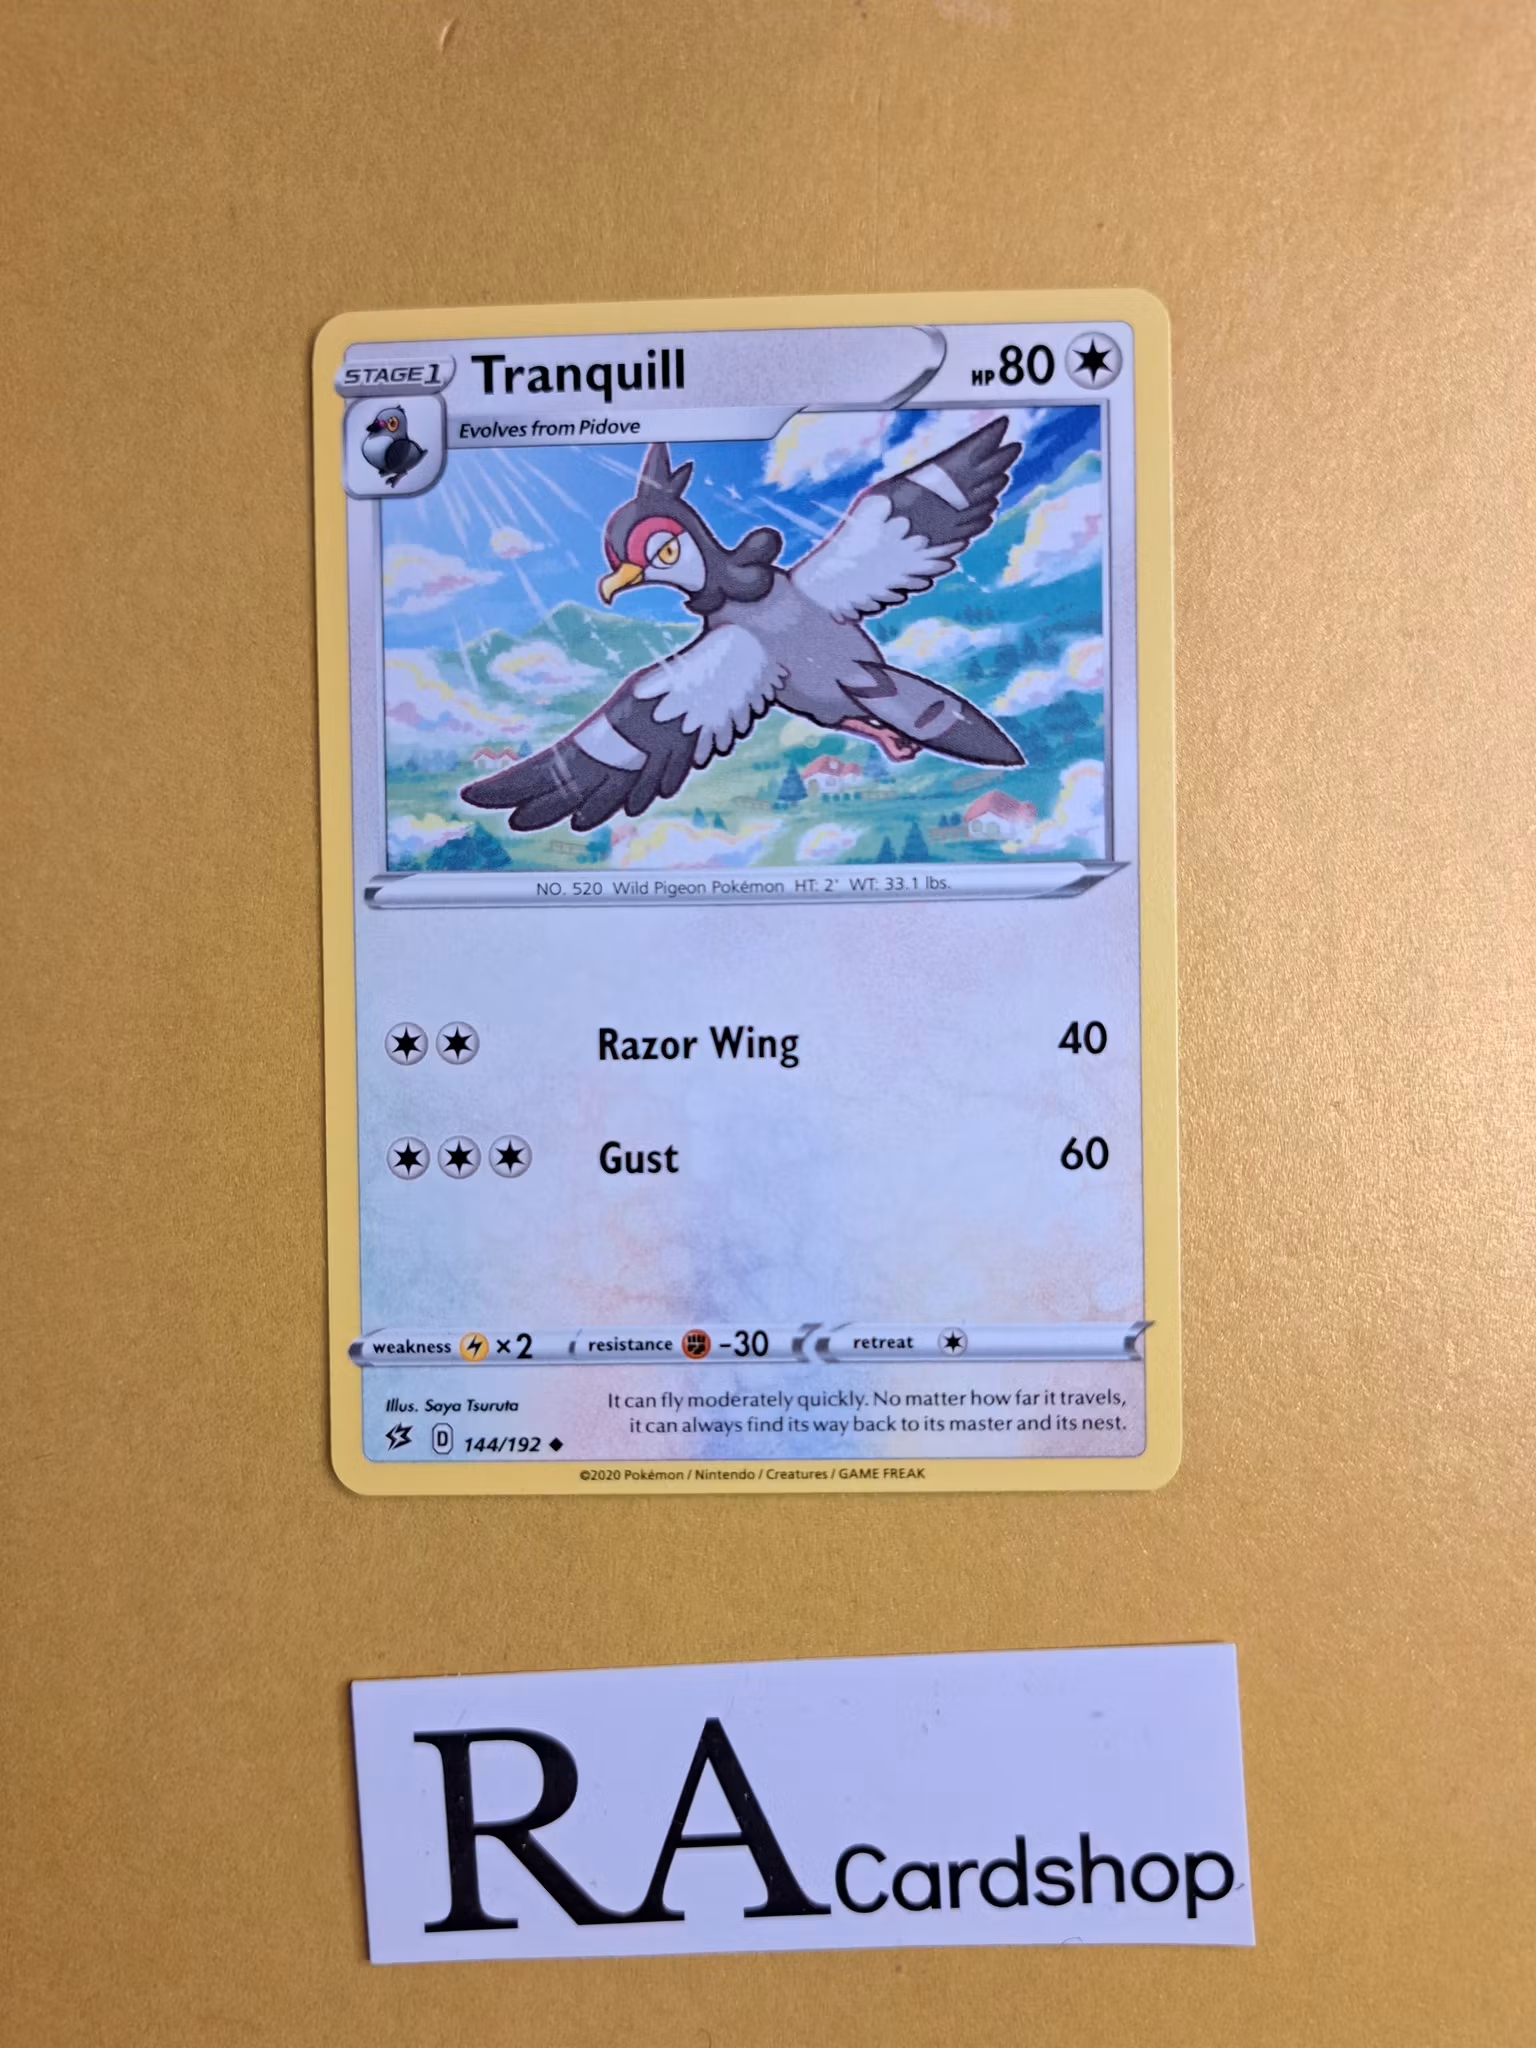 STAGE1 Tranquill HP80
Evolves from Pidove
NO. 520 Wild Pigeon Pokémon HT: 2' WT: 33.1 lbs.
Razor Wing 40
Gust 60
weakness ×2 resistance -30 retreat
Illus. Saya Tsuruta
It can fly moderately quickly. No matter how far it travels,
it can always find its way back to its master and its nest.
D 144/192
©2020 Pokémon / Nintendo / Creatures / GAME FREAK
RA Cardshop